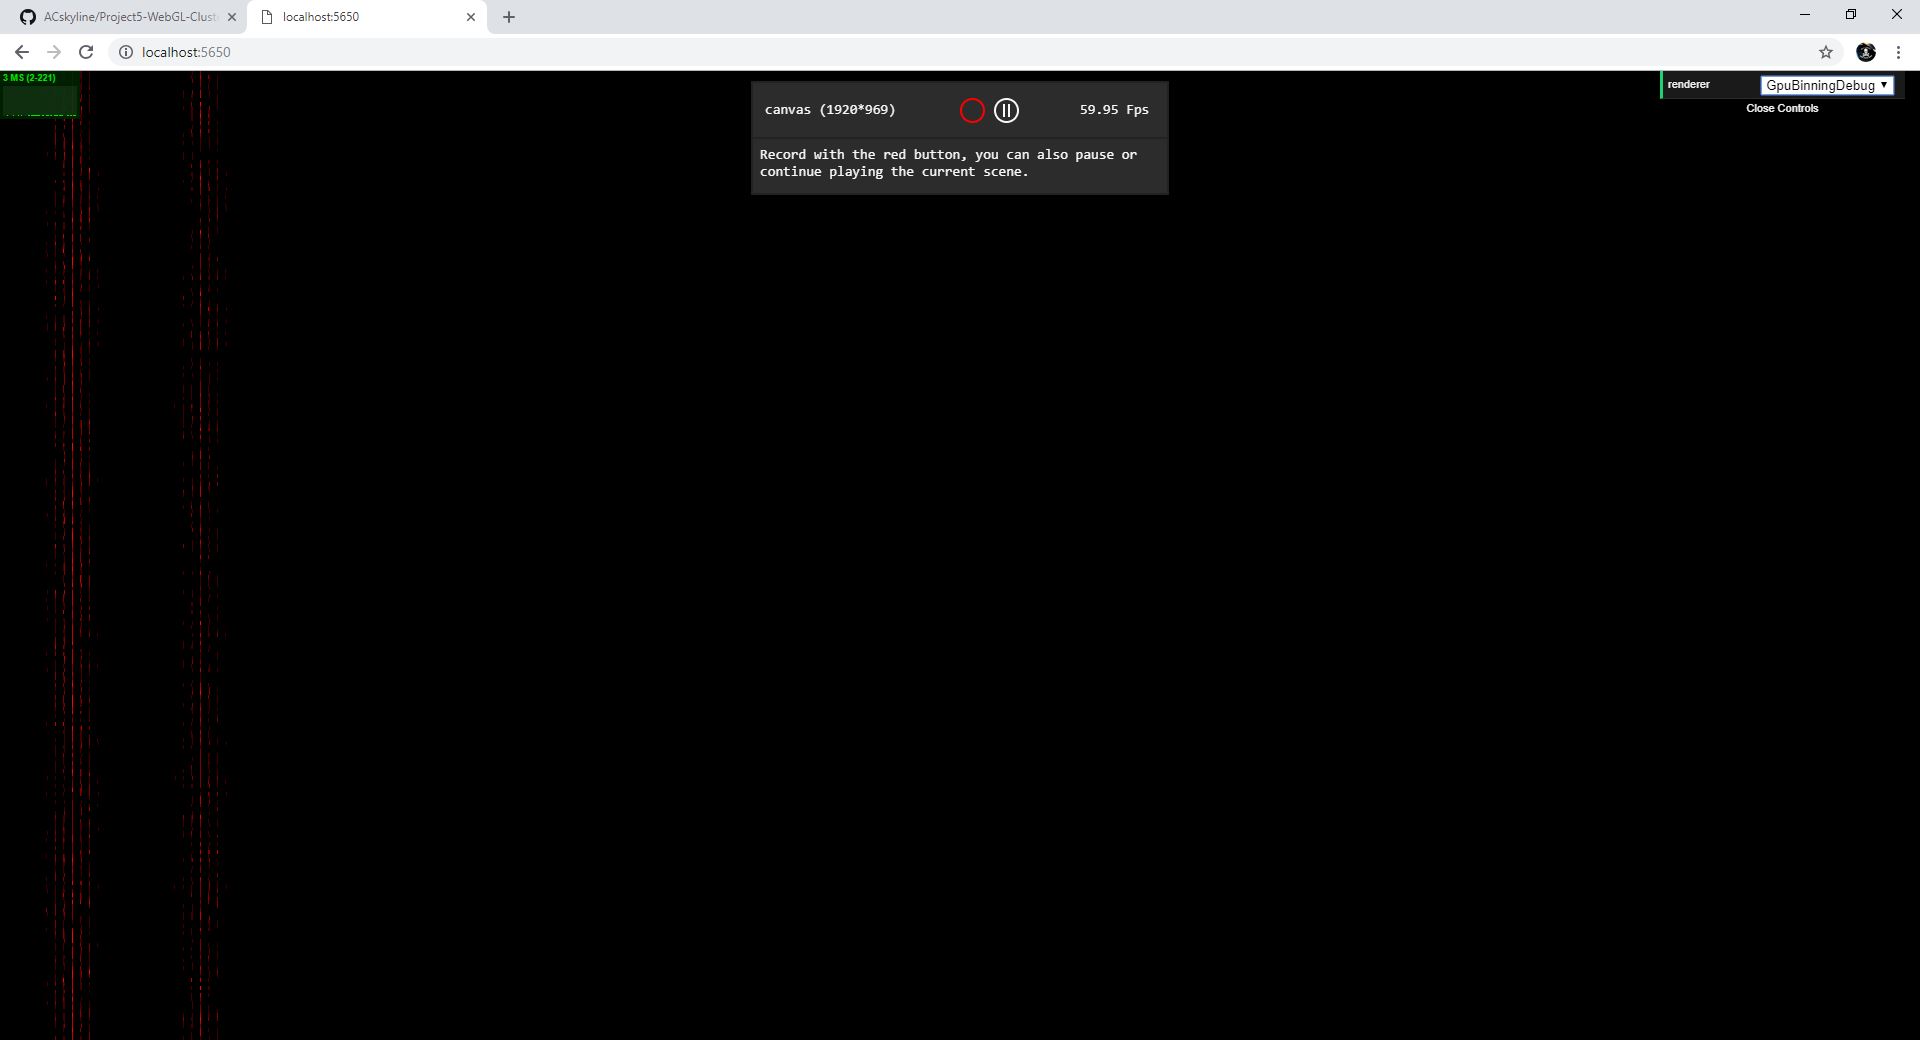 ACskyline/Project5-WebGL-Clust
localhost:5650
localhost:5650
3 MS (2-221)
canvas (1920*969)
59.95 Fps
Record with the red button, you can also pause or
continue playing the current scene.
renderer
GpuBinningDebug
Close Controls